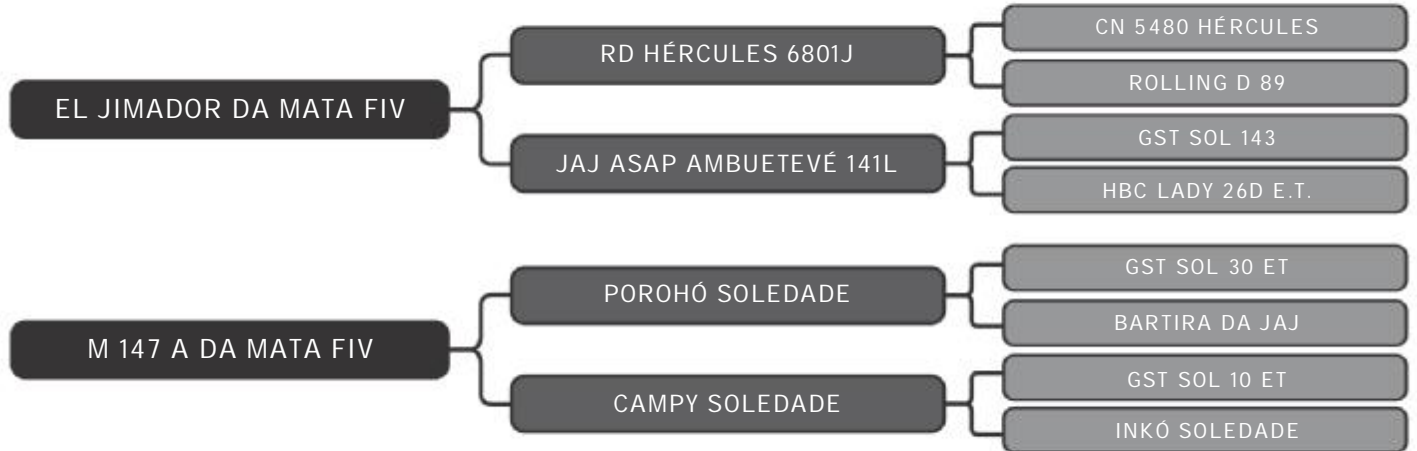 EL JIMADOR DA MATA FIV
RD HÉRCULES 6801J
CN 5480 HÉRCULES
ROLLING D 89
JAJ ASAP AMBUETEVÉ 141L
GST SOL 143
HBC LADY 26D E.T.
M 147 A DA MATA FIV
POROHÓ SOLEDADE
GST SOL 30 ET
BARTIRA DA JAJ
CAMPY SOLEDADE
GST SOL 10 ET
INKÓ SOLEDADE